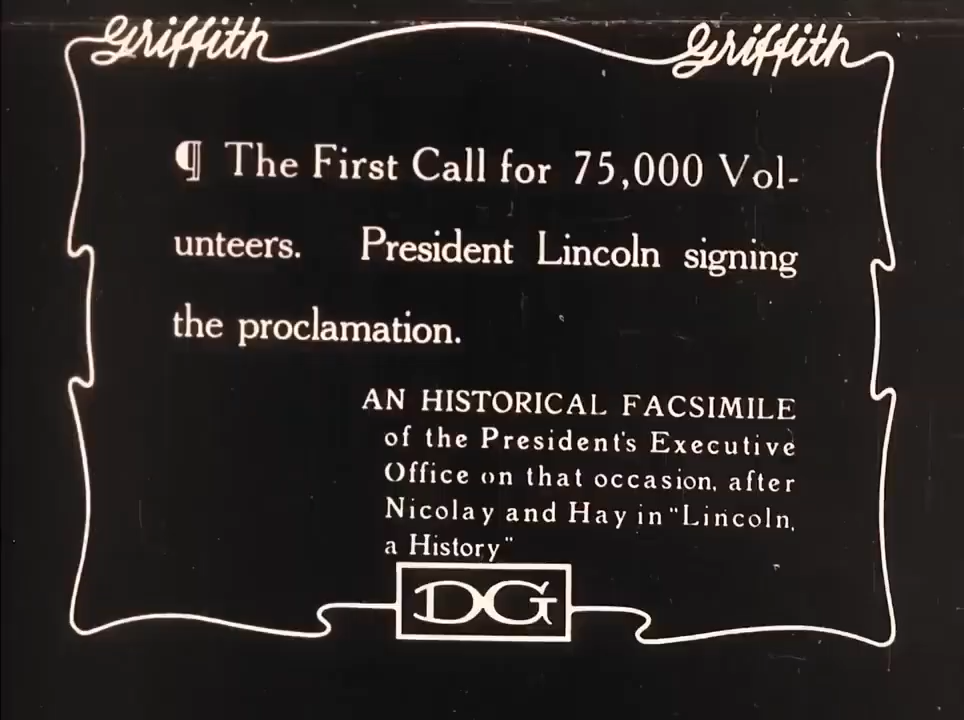 Griffith Griffith
¶ The First Call for 75,000 Vol-
unteers. President Lincoln signing
the proclamation.
AN HISTORICAL FACSIMILE
of the President's Executive
Office on that occasion, after
Nicolay and Hay in "Lincoln,
a History"
DG